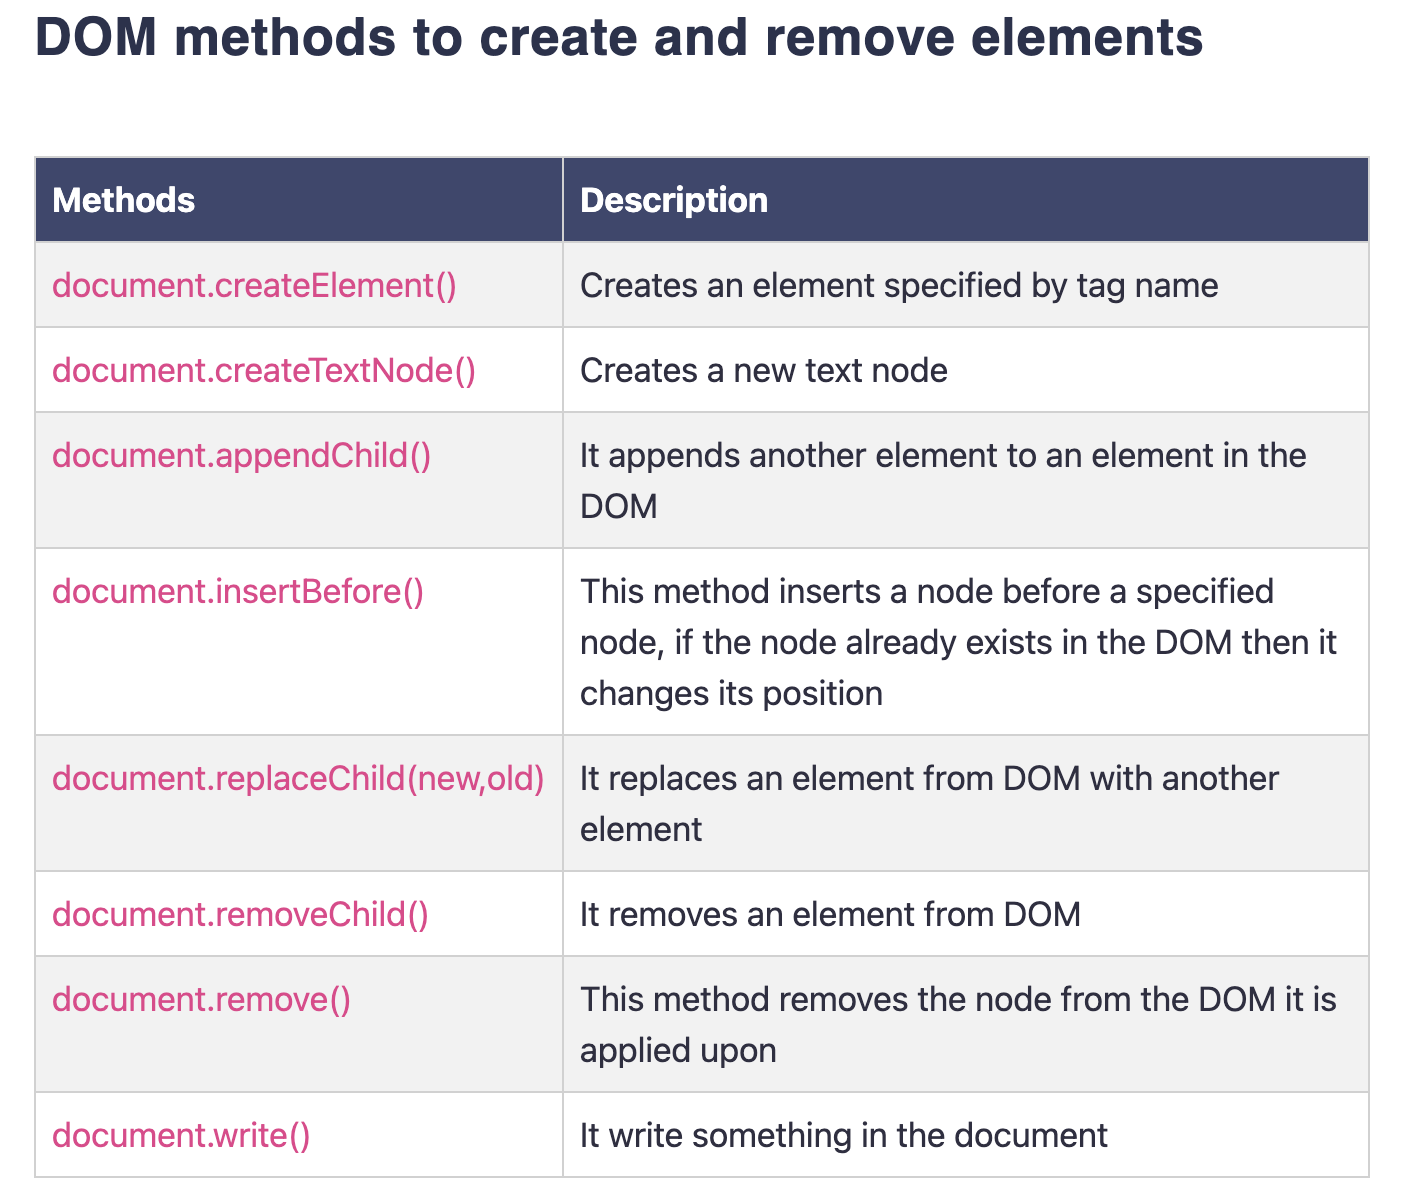 DOM methods to create and remove elements
Methods
Description
document.createElement()
Creates an element specified by tag name
document.createTextNode()
Creates a new text node
document.appendChild()
It appends another element to an element in the
DOM
document.insertBefore()
This method inserts a node before a specified
node, if the node already exists in the DOM then it
changes its position
document.replaceChild(new,old)
It replaces an element from DOM with another
element
document.removeChild()
It removes an element from DOM
document.remove()
This method removes the node from the DOM it is
applied upon
document.write()
It write something in the document